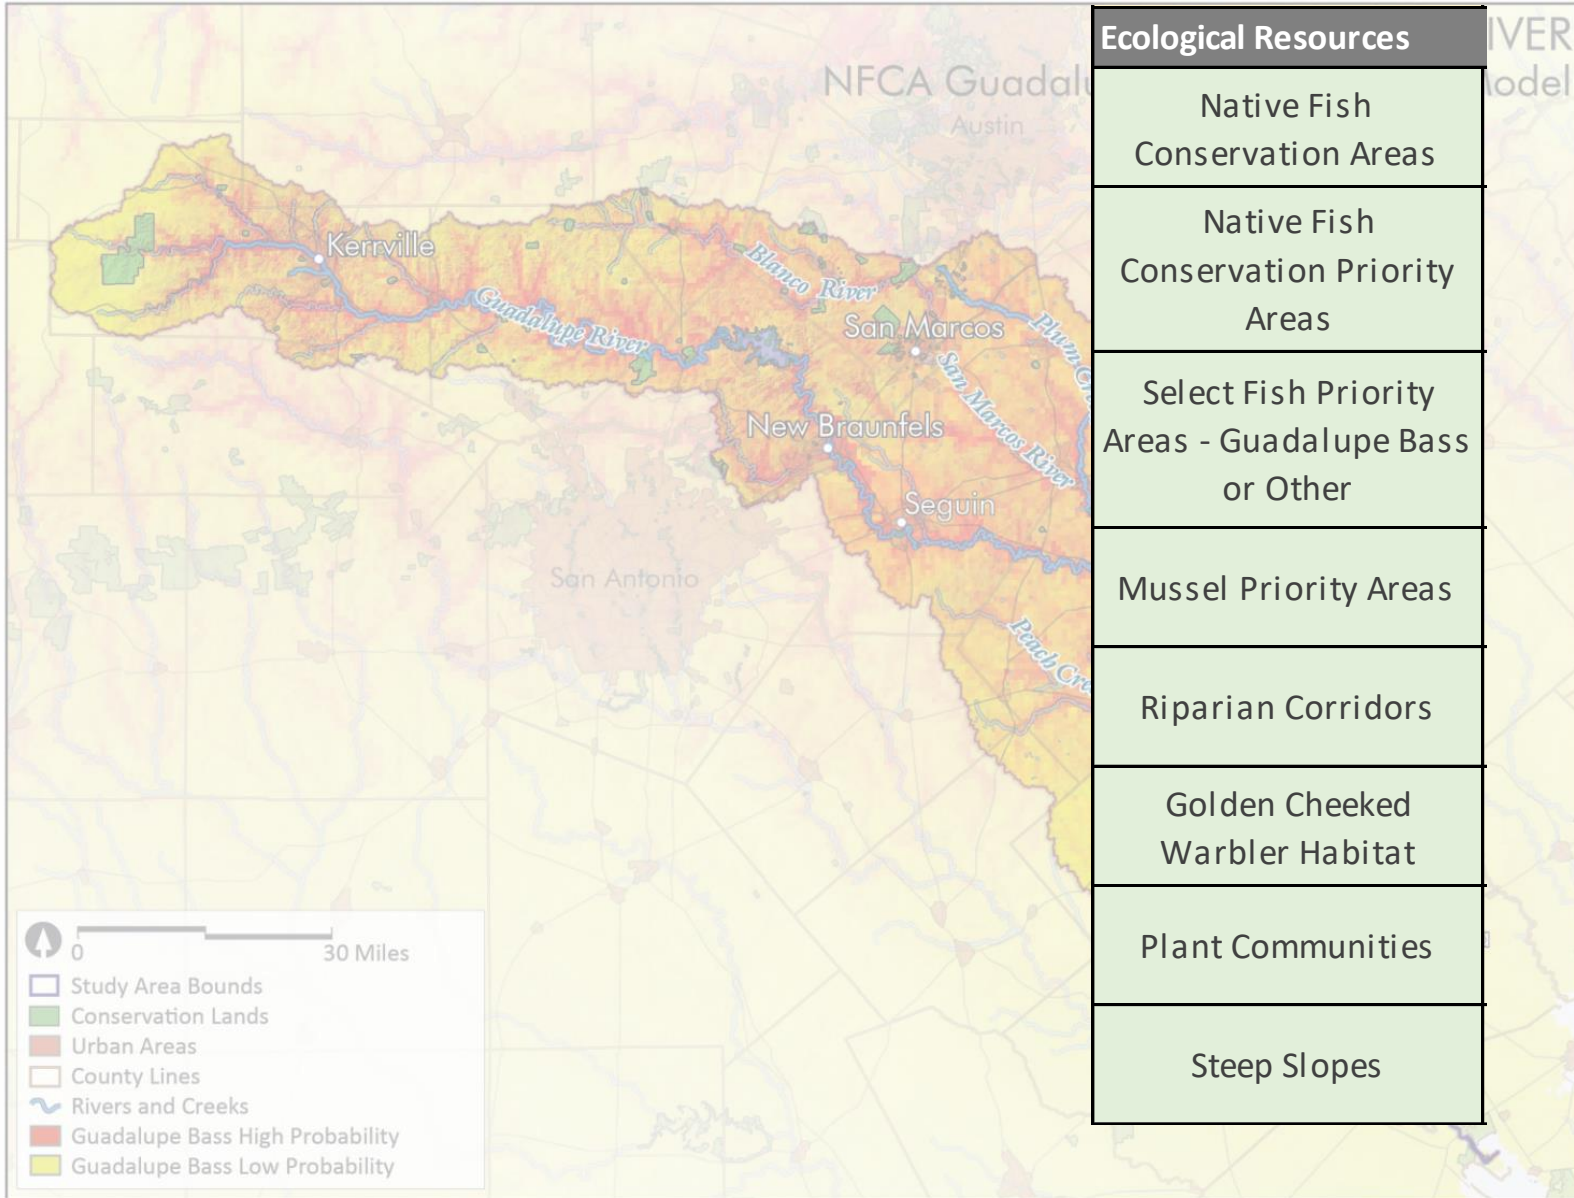 IVER
NFCA Guadalu
odel
Austin
Kerrville
Blanco River
Guadalupe River
San Marcos
Plum
San Marcos River
New Braunfels
Seguin
San Antonio
Peach
0
30 Miles
Study Area Bounds
Conservation Lands
Urban Areas
County Lines
Rivers and Creeks
Guadalupe Bass High Probability
Guadalupe Bass Low Probability
Ecological Resources
Native Fish
Conservation Areas
Native Fish
Conservation Priority
Areas
Select Fish Priority
Areas - Guadalupe Bass
or Other
Mussel Priority Areas
Riparian Corridors
Golden Cheeked
Warbler Habitat
Plant Communities
Steep Slopes